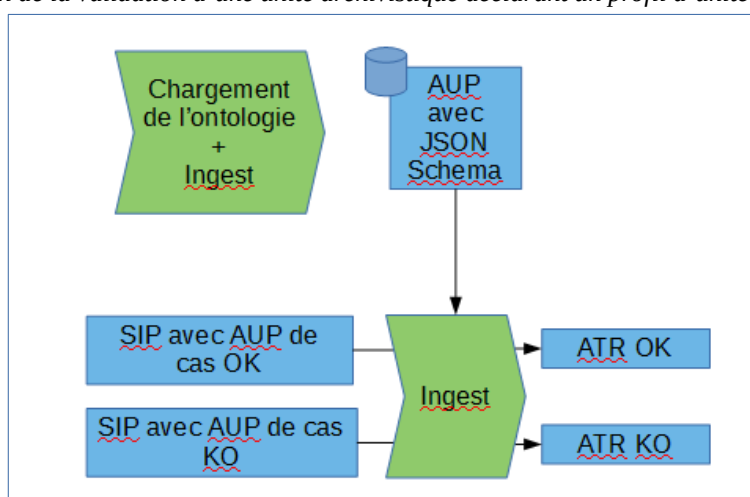 Chargement
de l'ontologie
+
Ingest
AUP
avec
JSON
Schema
SIP avec AUP de
cas OK
Ingest
ATR OK
SIP avec AUP de cas
KO
ATR KO